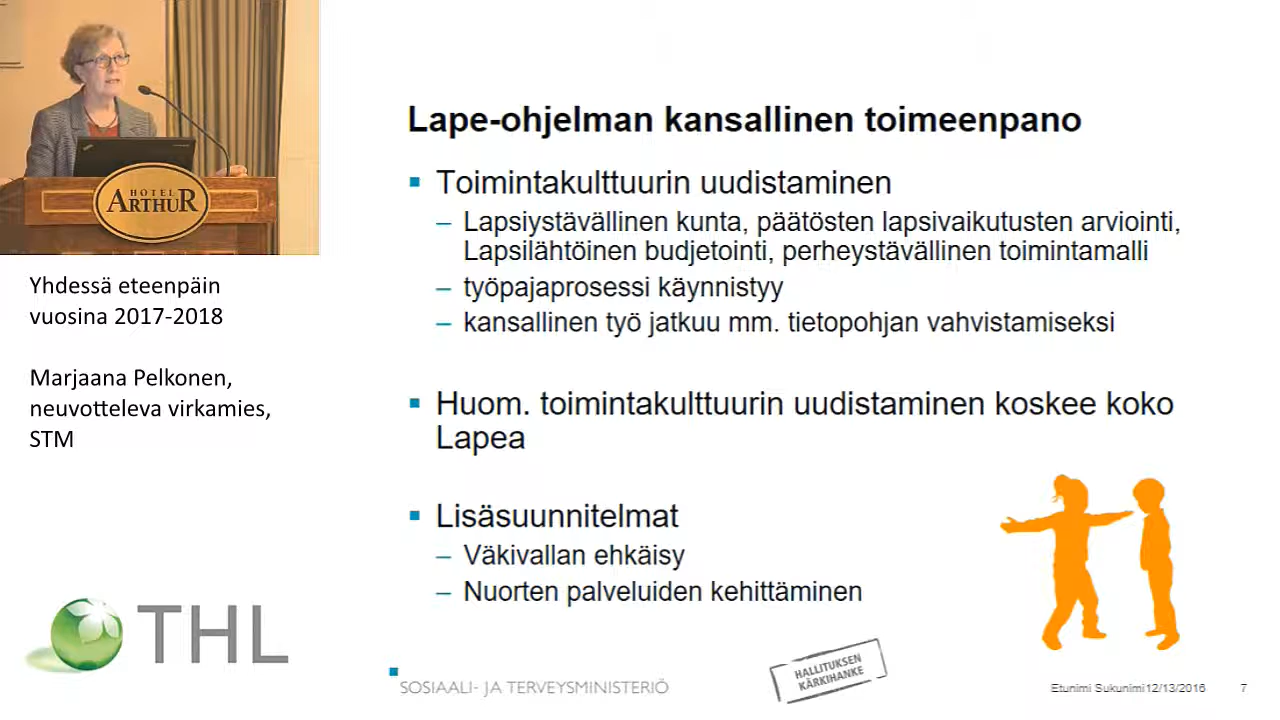 HOTEL
ARTHUR
Yhdessä eteenpäin
vuosina 2017-2018
Marjaana Pelkonen,
neuvotteleva virkamies,
STM
THL
Lape-ohjelman kansallinen toimeenpano
▪ Toimintakulttuurin uudistaminen
– Lapsiystävällinen kunta, päätösten lapsivaikutusten arviointi,
Lapsilähtöinen budjetointi, perheystävällinen toimintamalli
– työpajaprosessi käynnistyy
– kansallinen työ jatkuu mm. tietopohjan vahvistamiseksi
▪ Huom. toimintakulttuurin uudistaminen koskee koko
Lapea
▪ Lisäsuunnitelmat
– Väkivallan ehkäisy
– Nuorten palveluiden kehittäminen
SOSIAALI- JA TERVEYSMINISTERIÖ
HALLITUKSEN
KÄRKIHANKE
Etunimi Sukunimi12/13/2016 7